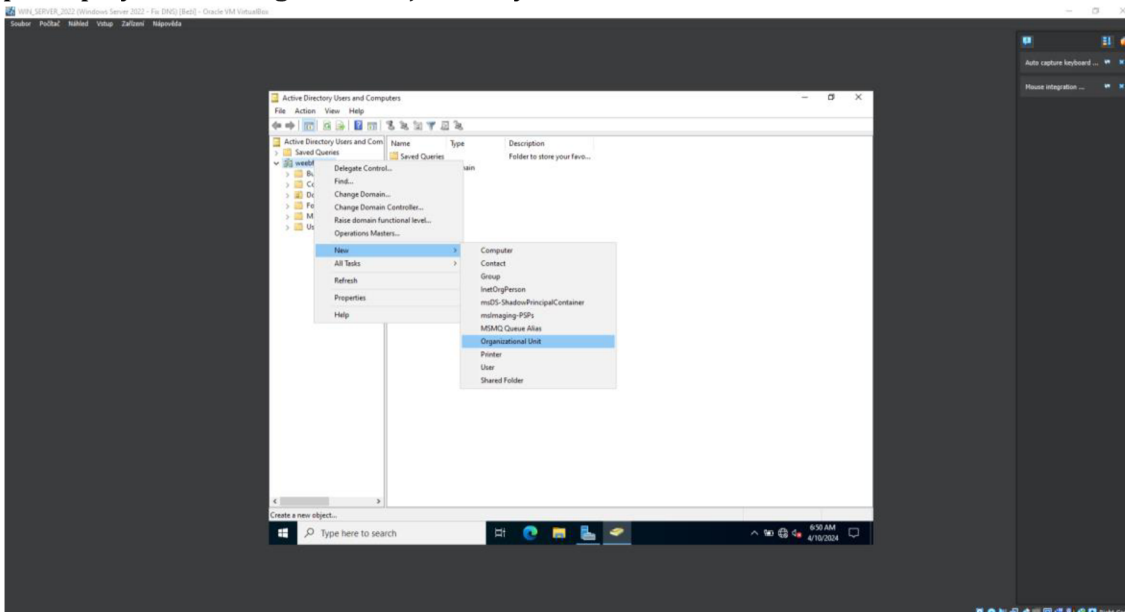 WIN_SERVER_2022 (Windows Server 2022 - Fix DNS) [Běží] - Oracle VM VirtualBox
Soubor Počítač Náhled Vstup Zařízení Nápověda
Auto capture keyboard ...
Mouse integration ...
Active Directory Users and Computers
File Action View Help
Active Directory Users and Com
Saved Queries
Name Type Description
Saved Queries Folder to store your favo...
Delegate Control...
Find...
Change Domain...
Change Domain Controller...
Raise domain functional level...
Operations Masters...
New
All Tasks
Refresh
Properties
Help
Computer
Contact
Group
InetOrgPerson
msDS-ShadowPrincipalContainer
msImaging-PSPs
MSMQ Queue Alias
Organizational Unit
Printer
User
Shared Folder
Create a new object...
Type here to search
6:50 AM
4/10/2024